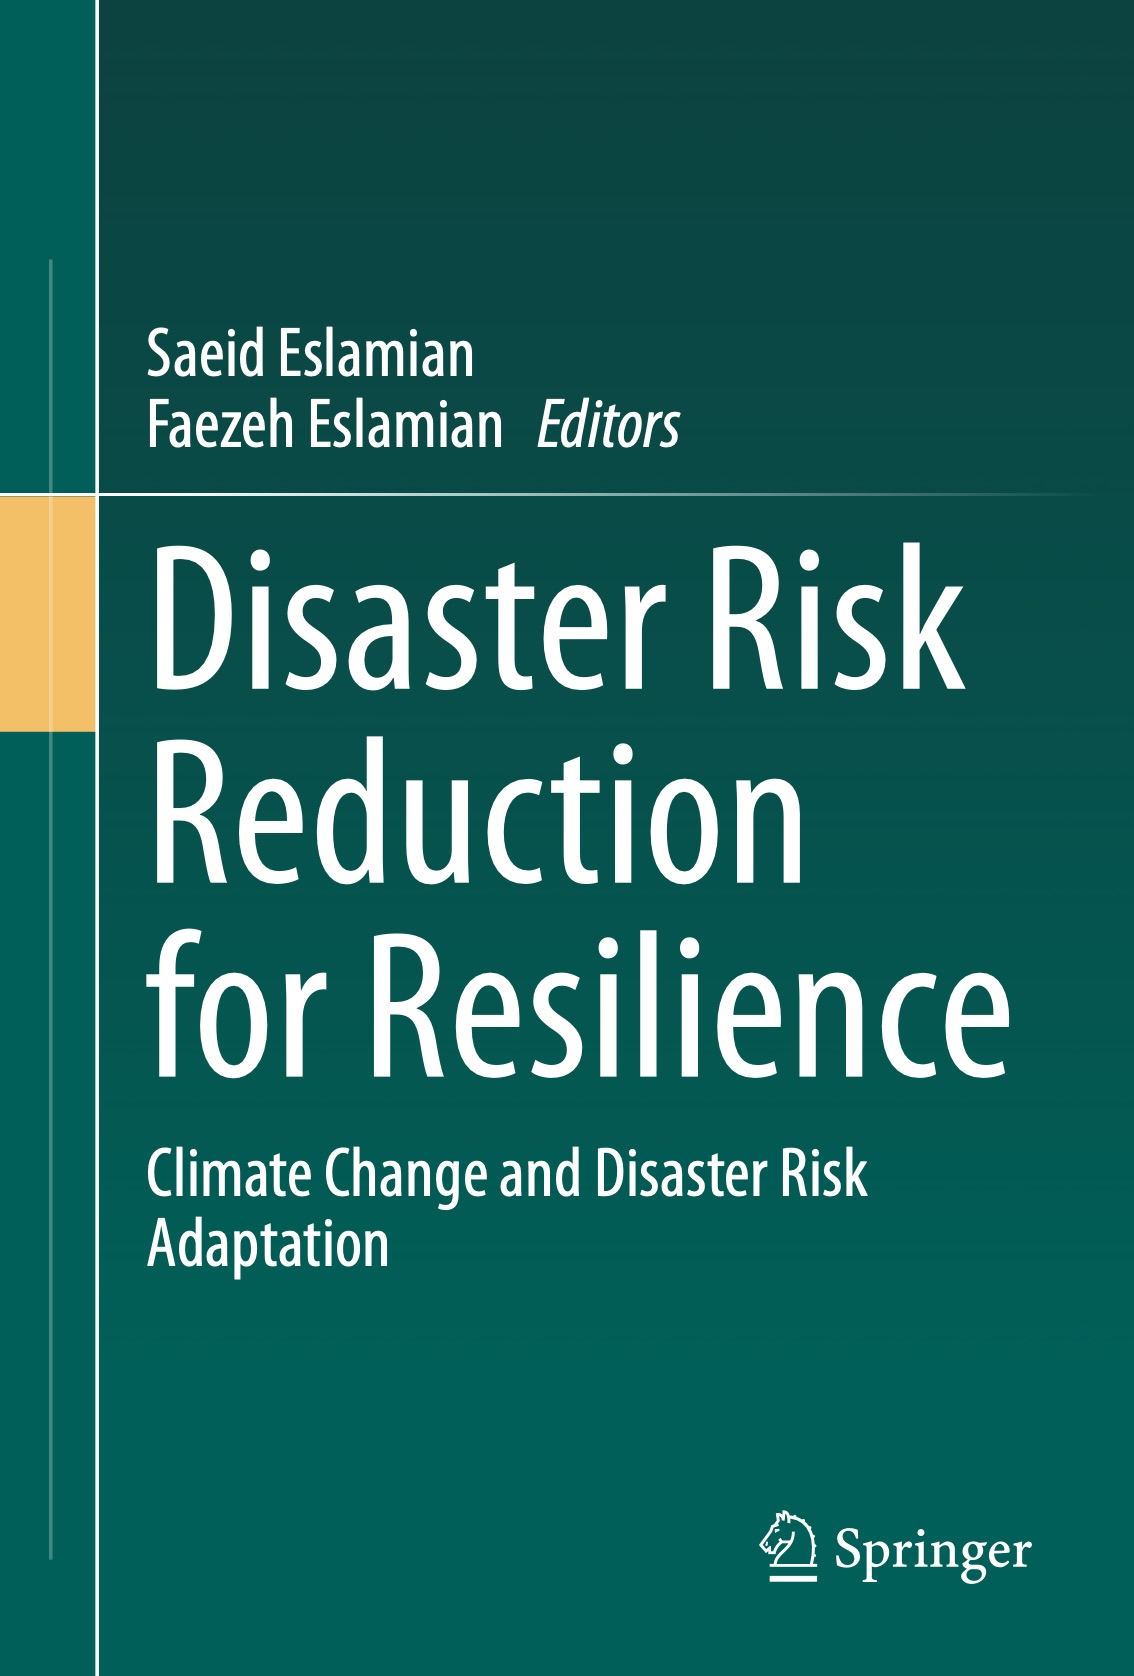 Saeid Eslamian
Faezeh Eslamian Editors
Disaster Risk
Reduction
for Resilience
Climate Change and Disaster Risk
Adaptation
Springer